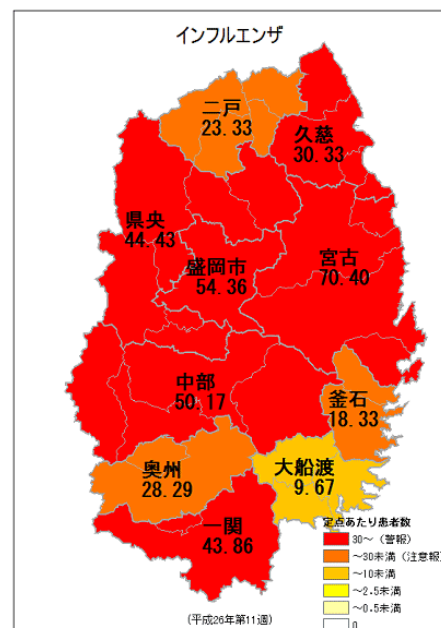 インフルエンザ
二戸
23.33
久慈
30.33
県央
44.43
盛岡市
54.36
宮古
70.40
中部
50.17
釜石
18.33
奥州
28.29
大船渡
9.67
一関
43.86
定点あたり患者数
30～（警報）
～30未満（注意報）
～10未満
～2.5未満
～0.5未満
0
(平成26年第11週)